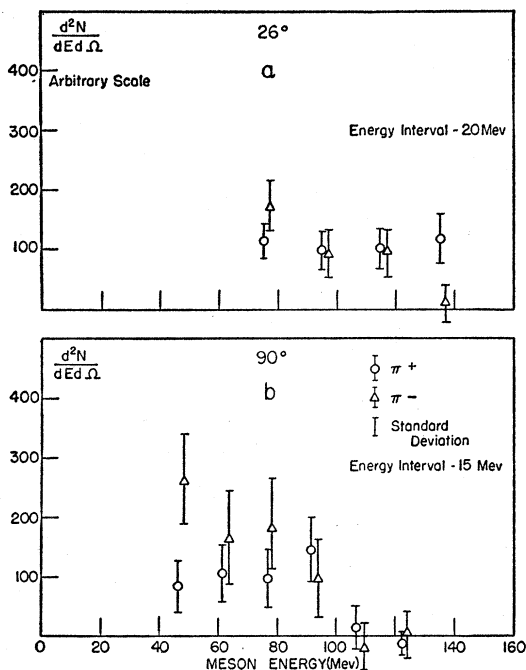 d²N
dEdΩ
26°
400
Arbitrary Scale
a
300
Energy Interval - 20 Mev
200
100
d²N
dEdΩ
90°
π +
b
400
π −
Standard
Deviation
300
Energy Interval - 15 Mev
200
100
0 20 40 60 80 100 120 140 160
MESON ENERGY(Mev)